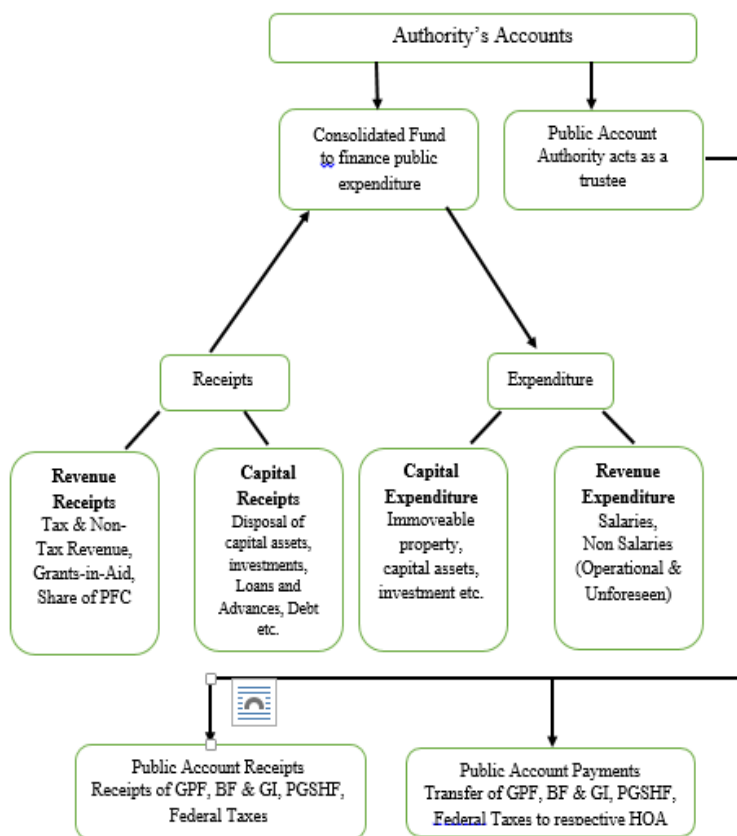 Authority's Accounts
Consolidated Fund
to finance public
expenditure
Public Account
Authority acts as a
trustee
Receipts
Expenditure
Revenue
Receipts
Tax & Non-
Tax Revenue,
Grants-in-Aid,
Share of PFC
Capital
Receipts
Disposal of
capital assets,
investments,
Loans and
Advances, Debt
etc.
Capital
Expenditure
Immoveable
property,
capital assets,
investment etc.
Revenue
Expenditure
Salaries,
Non Salaries
(Operational &
Unforeseen)
Public Account Receipts
Receipts of GPF, BF & GI, PGSHF,
Federal Taxes
Public Account Payments
Transfer of GPF, BF & GI, PGSHF,
Federal Taxes to respective HOA